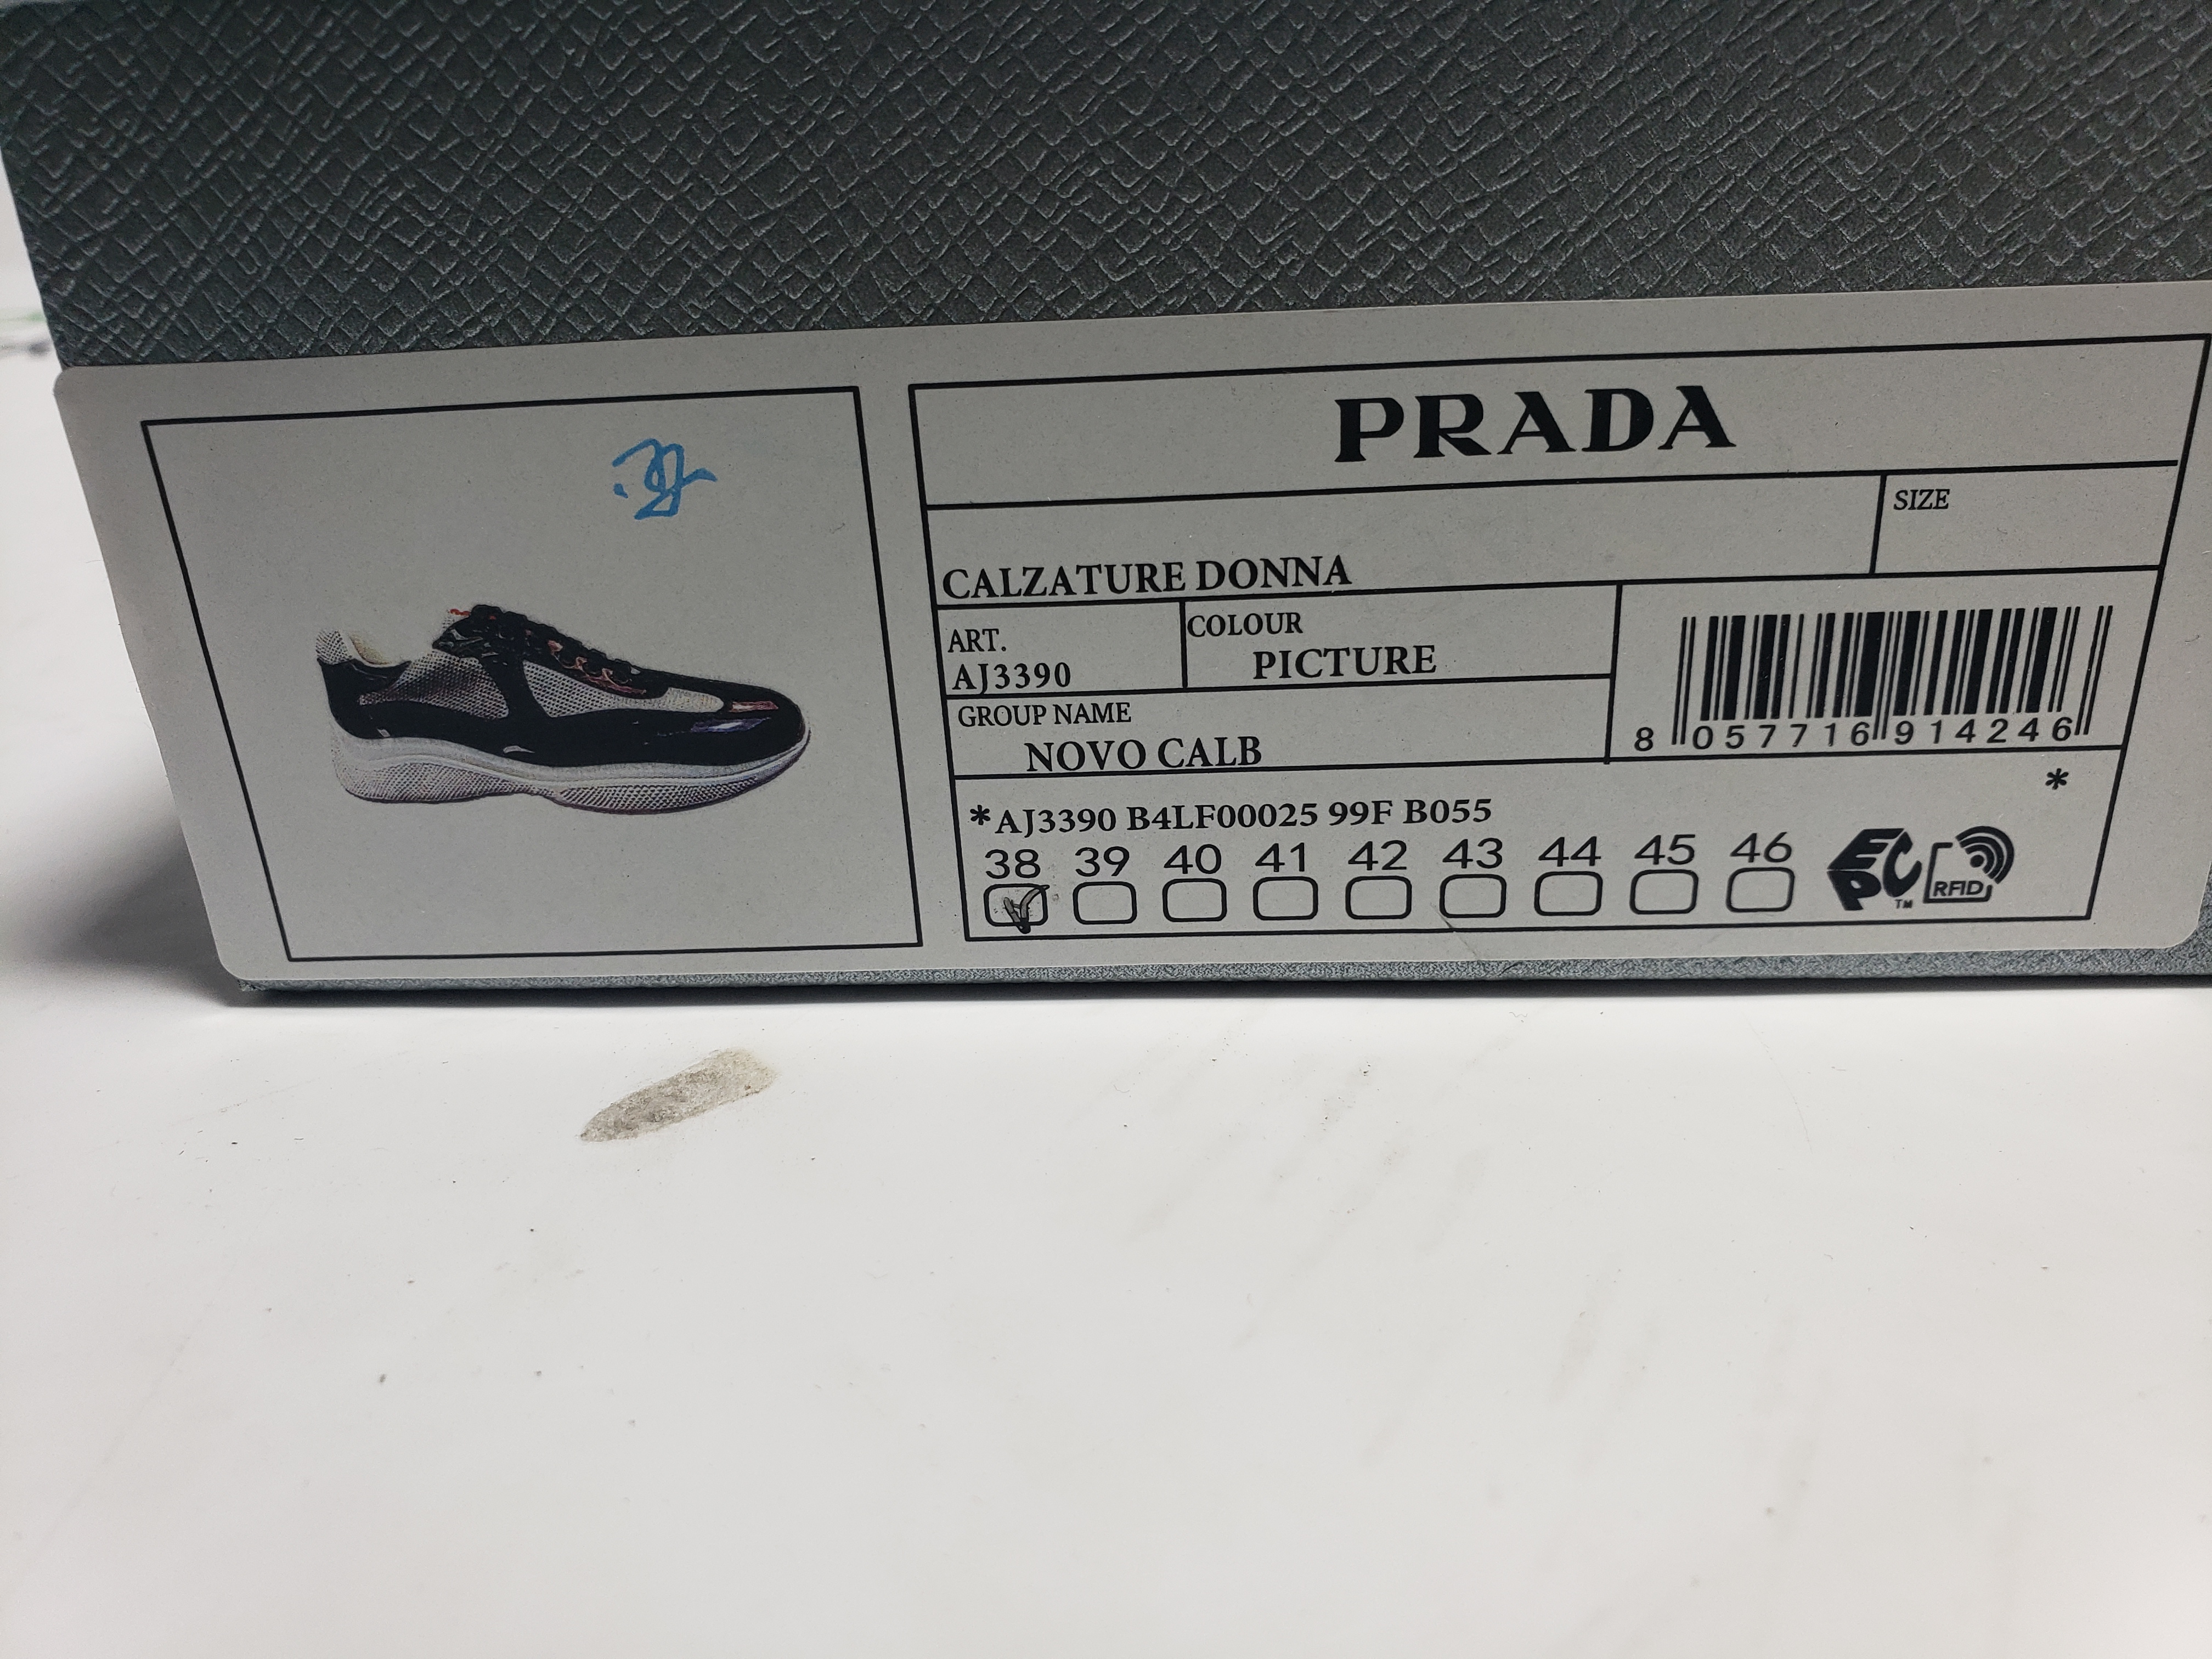 PRADA
SIZE
CALZATURE DONNA
ART.
AJ3390
COLOUR
PICTURE
GROUP NAME
NOVO CALB
8 057716 914246
*
*AJ3390 B4LF00025 99F B055
38 39 40 41 42 43 44 45 46
EPC TM
RFID